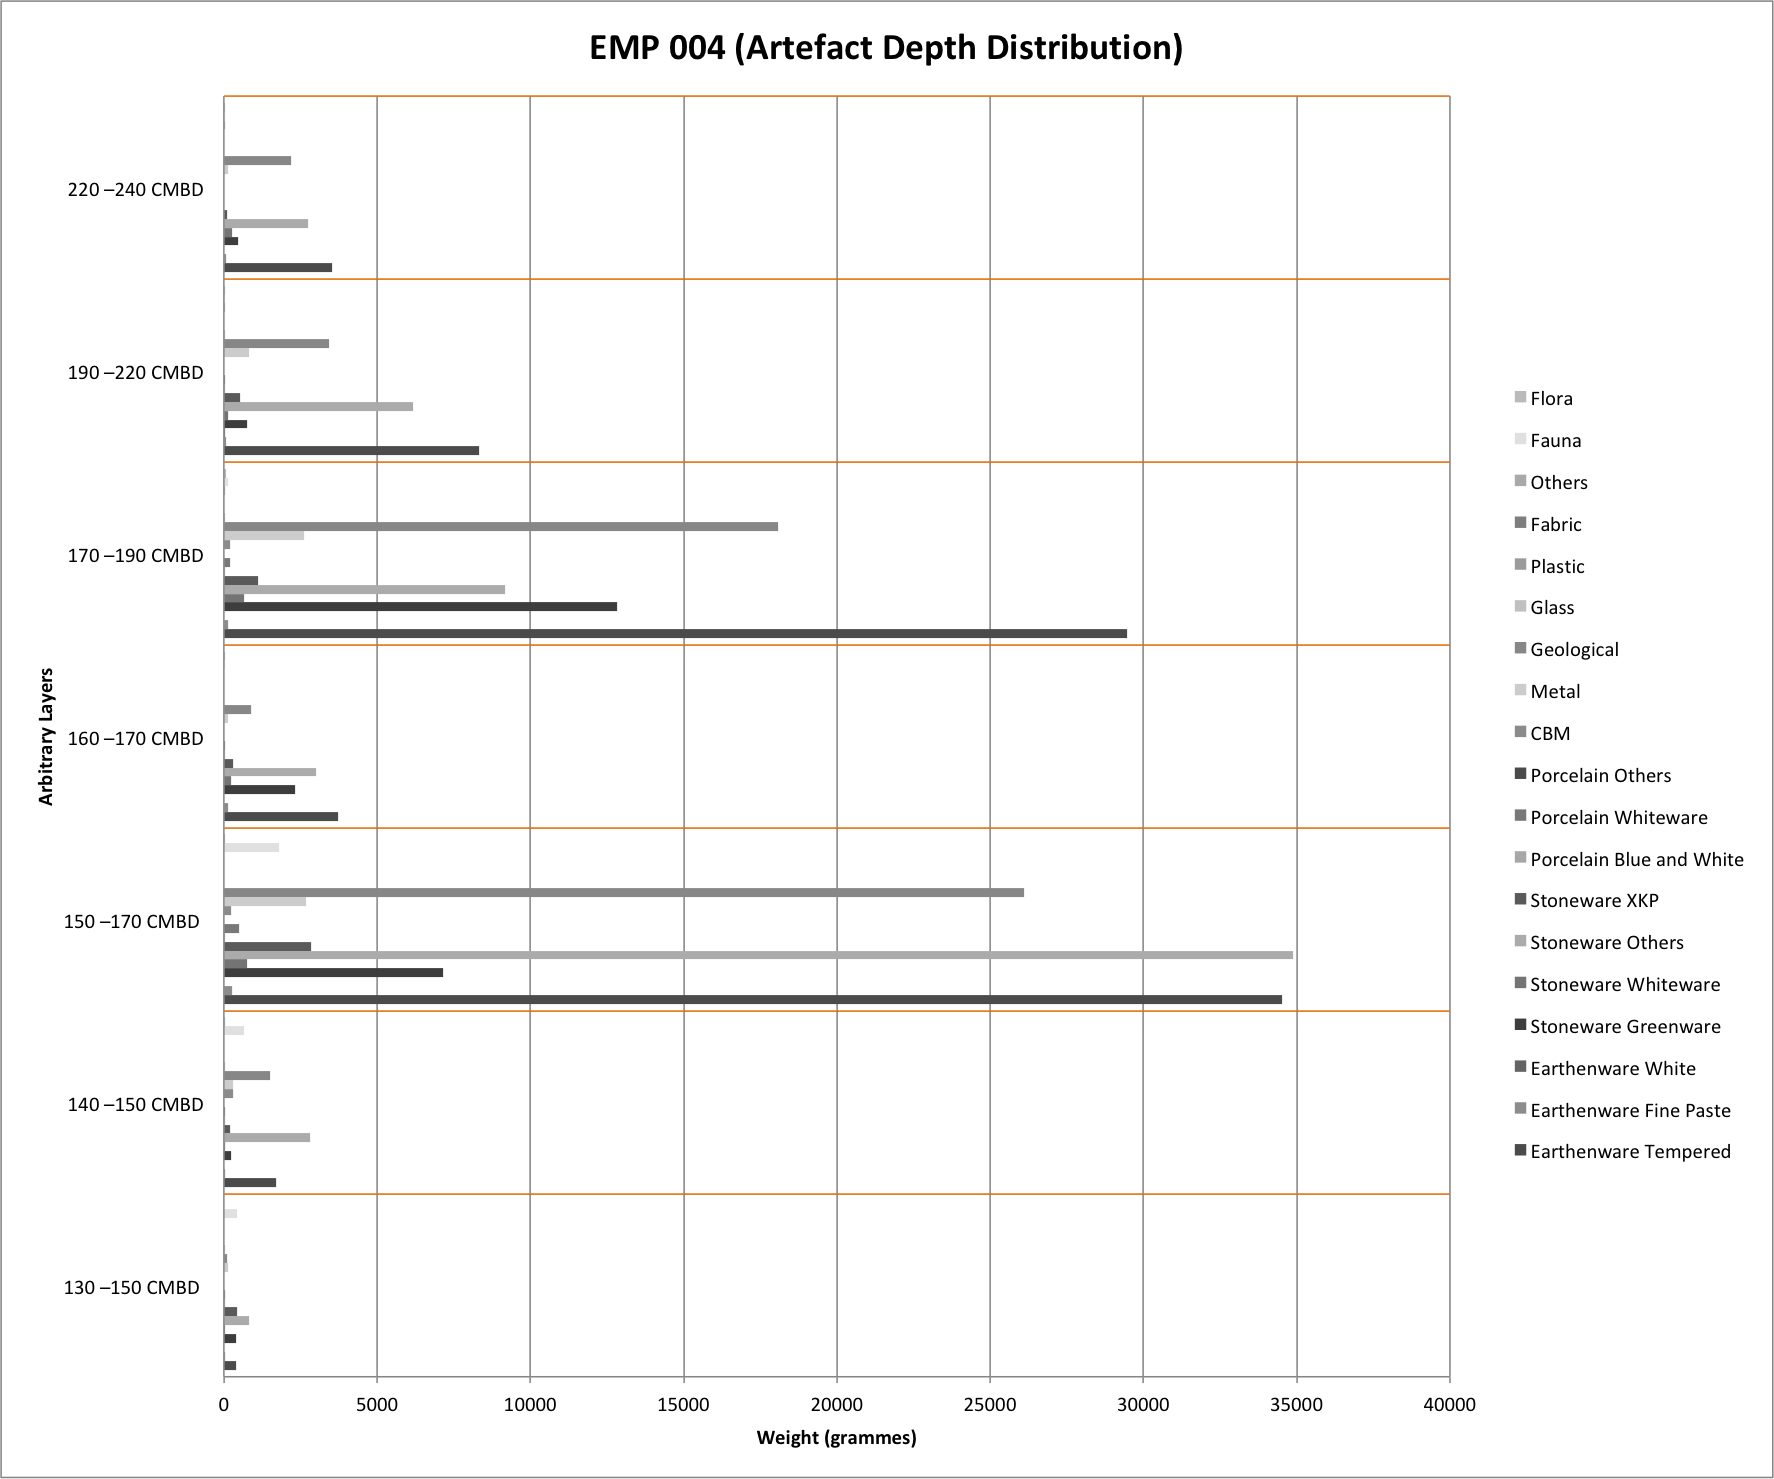 EMP 004 (Artefact Depth Distribution)
220 –240 CMBD
190 –220 CMBD
170 –190 CMBD
160 –170 CMBD
150 –170 CMBD
140 –150 CMBD
130 –150 CMBD
Arbitrary Layers
0 5000 10000 15000 20000 25000 30000 35000 40000
Weight (grammes)
Flora
Fauna
Others
Fabric
Plastic
Glass
Geological
Metal
CBM
Porcelain Others
Porcelain Whiteware
Porcelain Blue and White
Stoneware XKP
Stoneware Others
Stoneware Whiteware
Stoneware Greenware
Earthenware White
Earthenware Fine Paste
Earthenware Tempered